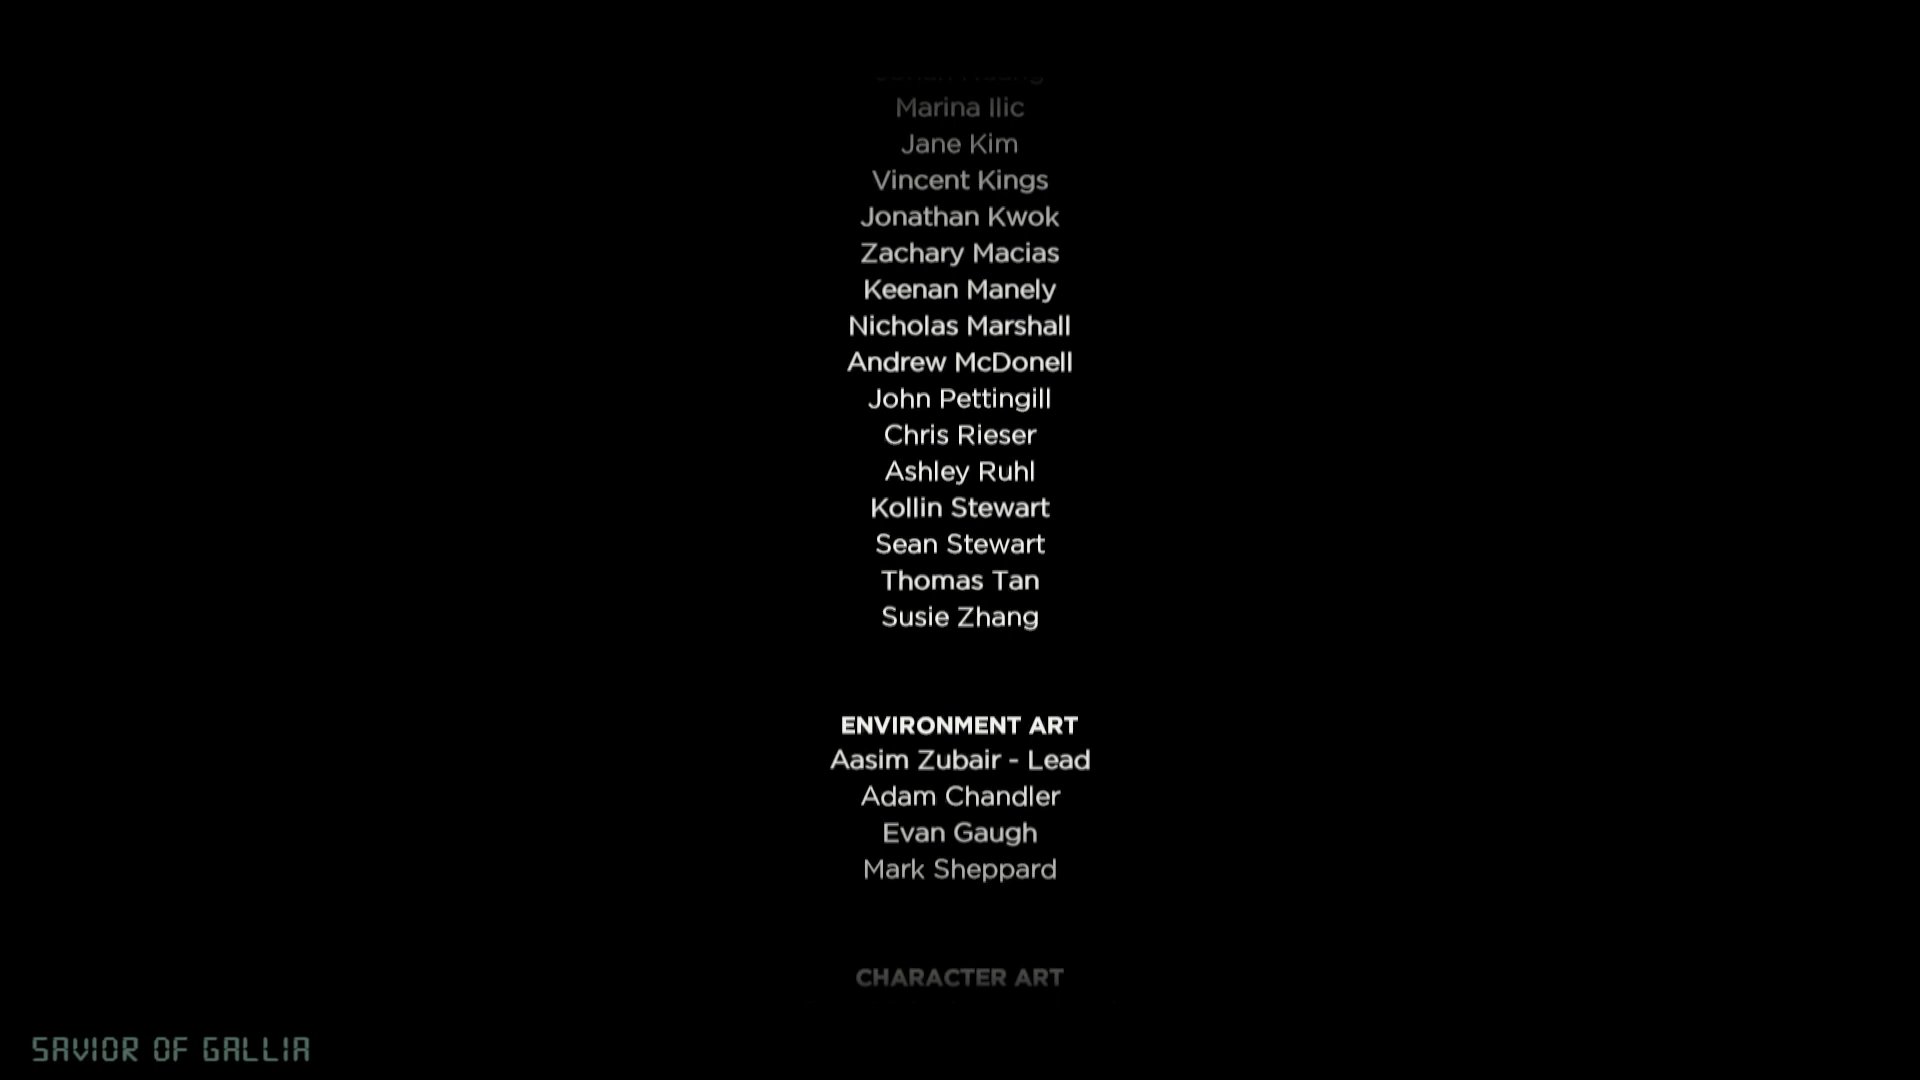 Marina Ilic
Jane Kim
Vincent Kings
Jonathan Kwok
Zachary Macias
Keenan Manely
Nicholas Marshall
Andrew McDonell
John Pettingill
Chris Rieser
Ashley Ruhl
Kollin Stewart
Sean Stewart
Thomas Tan
Susie Zhang
ENVIRONMENT ART
Aasim Zubair - Lead
Adam Chandler
Evan Gaugh
Mark Sheppard
CHARACTER ART
SAVIOR OF GALLIA